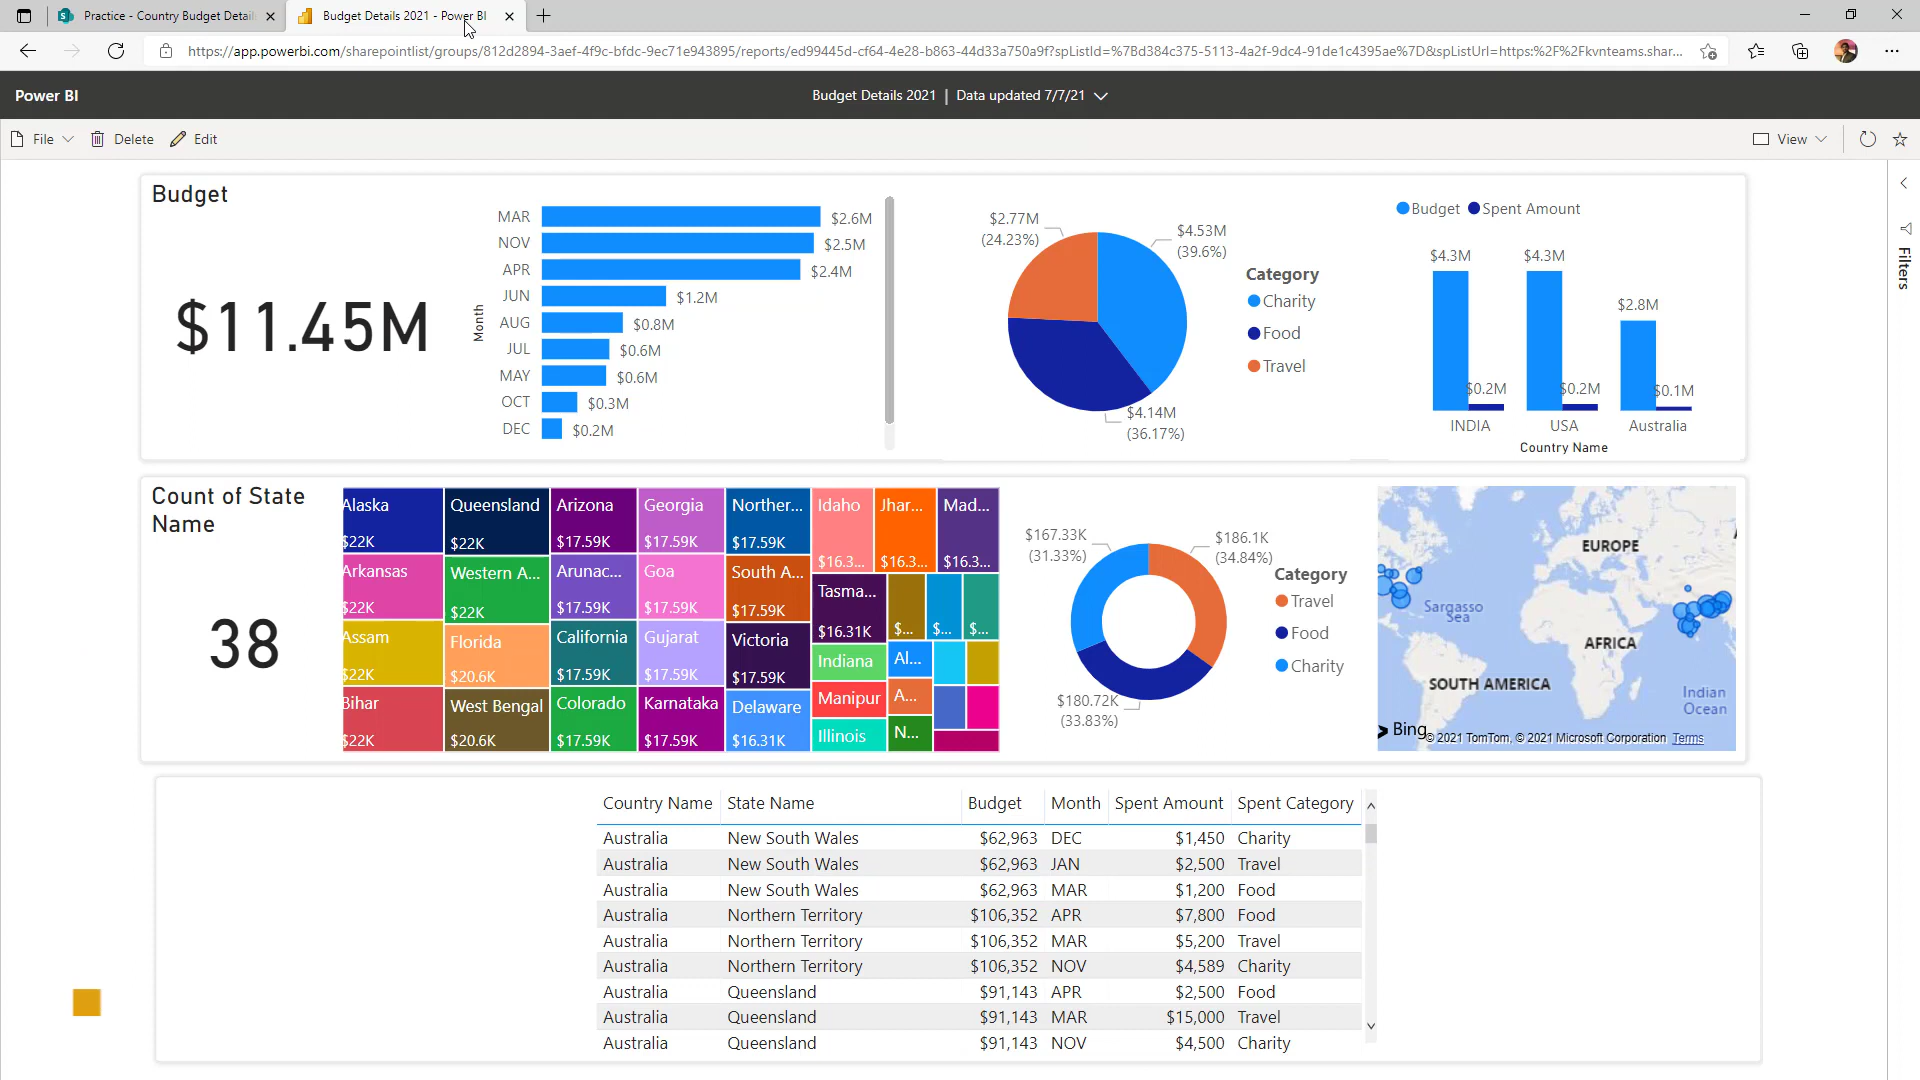 Practice - Country Budget Detail
Budget Details 2021 - Power BI
https://app.powerbi.com/sharepointlist/groups/812d2894-3aef-4f9c-bfdc-9ec71e943895/reports/ed99445d-cf64-4e28-b863-44d33a750a9f?spListId=%7Bd384c375-5113-4a2f-9dc4-91de1c4395ae%7D&spListUrl=https:%2F%2Fkvnteams.shar...
Power BI
Budget Details 2021 | Data updated 7/7/21
File
Delete
Edit
View
Filters
Budget
$11.45M
Month
MAR $2.6M
NOV $2.5M
APR $2.4M
JUN $1.2M
AUG $0.8M
JUL $0.6M
MAY $0.6M
OCT $0.3M
DEC $0.2M
$2.77M
(24.23%)
$4.53M
(39.6%)
$4.14M
(36.17%)
Category
Charity
Food
Travel
Budget Spent Amount
$4.3M $4.3M $2.8M
$0.2M $0.2M $0.1M
INDIA USA Australia
Country Name
Count of State
Name
38
Alaska
$22K
Arkansas
$22K
Assam
$22K
Bihar
$22K
Queensland
$22K
Western A...
$22K
Florida
$20.6K
West Bengal
$20.6K
Arizona
$17.59K
Arunac...
$17.59K
California
$17.59K
Colorado
$17.59K
Georgia
$17.59K
Goa
$17.59K
Gujarat
$17.59K
Karnataka
$17.59K
Norther...
$17.59K
South A...
$17.59K
Victoria
$17.59K
Delaware
$16.31K
Idaho
$16.3...
Jhar...
$16.3...
Mad...
$16.3...
Tasma...
$16.31K
Indiana
Manipur
Illinois
$...
$...
$...
Al...
A...
N...
$167.33K
(31.33%)
$186.1K
(34.84%)
$180.72K
(33.83%)
Category
Travel
Food
Charity
EUROPE
Sargasso
Sea
AFRICA
SOUTH AMERICA
Indian
Ocean
Bing
© 2021 TomTom, © 2021 Microsoft Corporation Terms
Country Name State Name Budget Month Spent Amount Spent Category
Australia New South Wales $62,963 DEC $1,450 Charity
Australia New South Wales $62,963 JAN $2,500 Travel
Australia New South Wales $62,963 MAR $1,200 Food
Australia Northern Territory $106,352 APR $7,800 Food
Australia Northern Territory $106,352 MAR $5,200 Travel
Australia Northern Territory $106,352 NOV $4,589 Charity
Australia Queensland $91,143 APR $2,500 Food
Australia Queensland $91,143 MAR $15,000 Travel
Australia Queensland $91,143 NOV $4,500 Charity